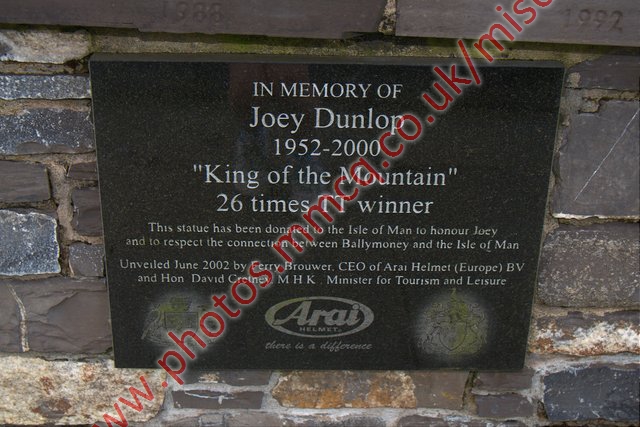 1988
1992
IN MEMORY OF
Joey Dunlop
1952-2000
"King of the Mountain"
26 times TT winner
This statue has been donated to the Isle of Man to honour Joey
and to respect the connection between Ballymoney and the Isle of Man
Unveiled June 2002 by Ferry Brouwer, CEO of Arai Helmet (Europe) BV
and Hon David Cretney, M H K Minister for Tourism and Leisure
Arai
HELMET
there is a difference
www.photos.mmcq.co.uk/misc